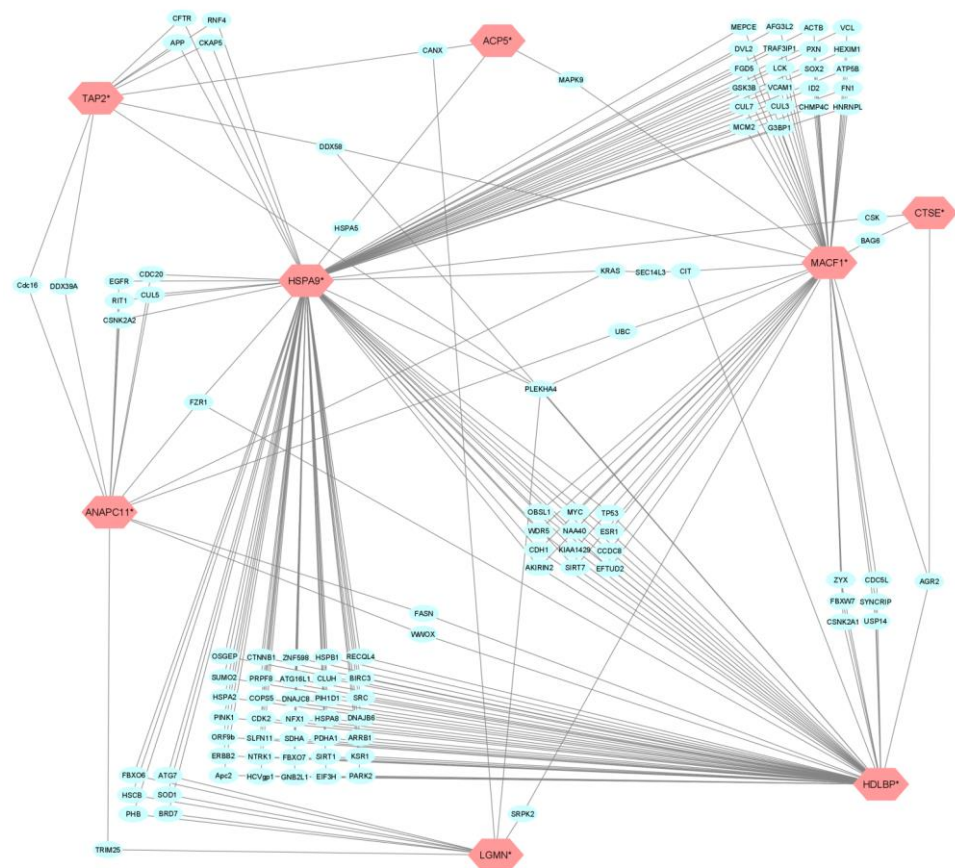 CFTR
RNF4
APP
CKAP5
CANX
ACP5*
MEPCE
AFG3L2
ACTB
VCL
DVL2
TRAF3IP1
PXN
HEXIM1
FGD5
LCK
SOX2
ATP5B
GSK3B
VCAM1
ID2
FN1
CUL7
CUL3
CHMP4C
HNRNPL
MCM2
G3BP1
MAPK9
TAP2*
DDX58
CSK
CTSE*
HSPA5
BAG6
MACF1*
Cdc16
DDX39A
EGFR
CDC20
HSPA9*
KRAS
SEC14L3
CIT
RIT1
CUL5
CSNK2A2
UBC
FZR1
PLEKHA4
ANAPC11*
OBSL1
MYC
TP53
WDR5
NAA40
ESR1
CDH1
KIAA1429
CCDC8
AKIRIN2
SIRT7
EFTUD2
ZYX
CDC5L
AGR2
FBXW7
SYNCRIP
CSNK2A1
USP14
FASN
WWOX
OSGEP
CTNNB1
ZNF598
HSPB1
RECQL4
SUMO2
PRPF8
ATG16L1
CLUH
BIRC3
HSPA2
COPS5
DNAJC8
PIH1D1
SRC
PINK1
CDK2
NFX1
HSPA8
DNAJB6
ORF9b
SLFN11
SDHA
PDHA1
ARRB1
ERBB2
NTRK1
FBXO7
SIRT1
KSR1
Apc2
HCVgp1
GNB2L1
EIF3H
PARK2
HDLBP*
FBXO6
ATG7
HSCB
SOD1
PHB
BRD7
SRPK2
TRIM25
LGMN*